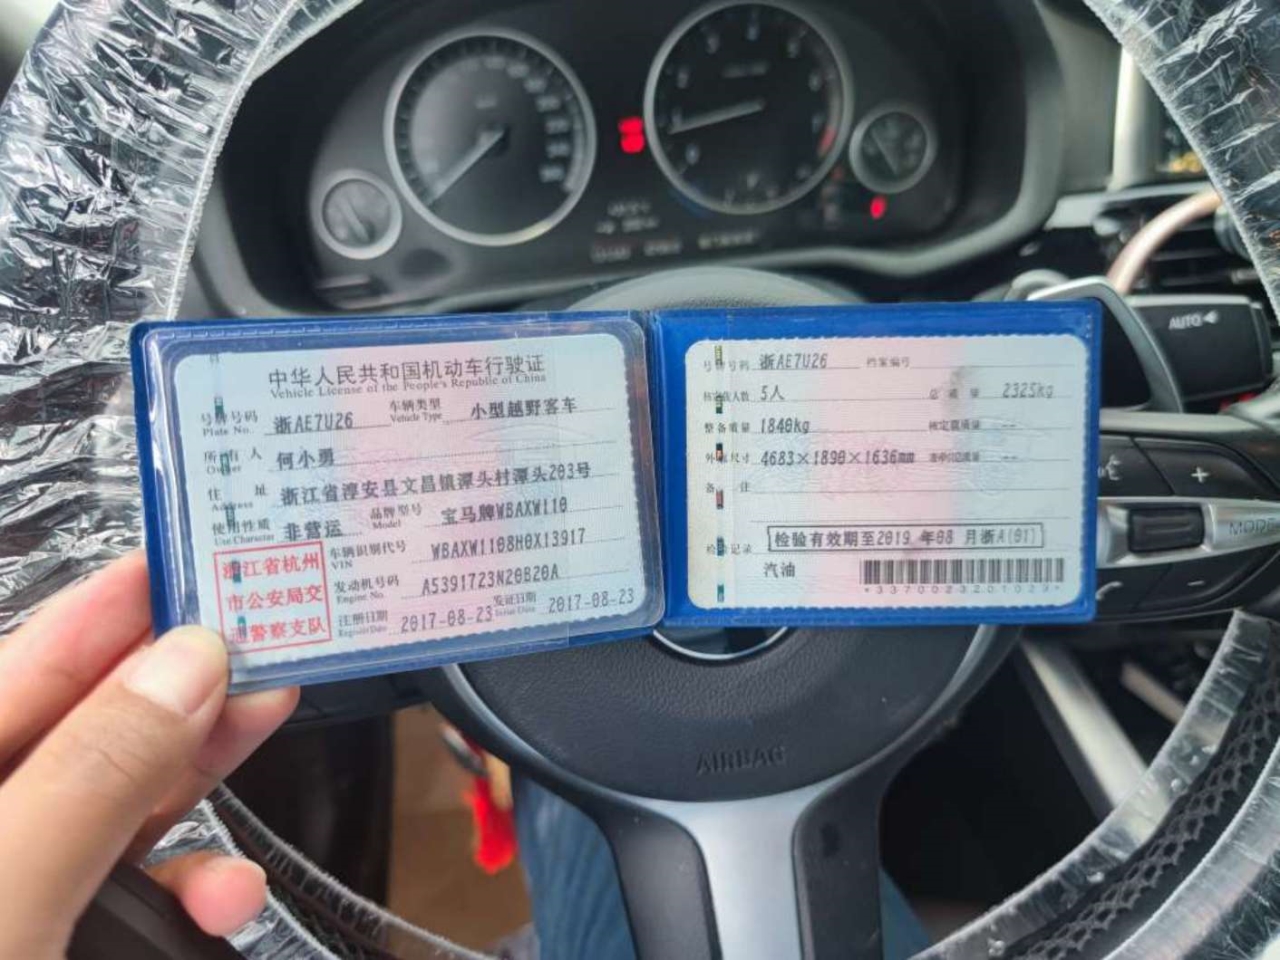 中华人民共和国机动车行驶证
Vehicle License of the People's Republic of China
号牌号码 浙AE7U26 车辆类型 小型越野客车
Plate No. Vehicle Type
所有人 何小勇
Owner
住址 浙江省淳安县文昌镇潭头村潭头203号
Address
使用性质 非营运 品牌型号 宝马牌WBAXW110
Use Character Model
浙江省杭州
市公安局交
通警察支队
车辆识别代号 WBAXW1108H0X13917
VIN
发动机号码 A5391723N20B20A
Engine No.
注册日期 2017-08-23 发证日期 2017-08-23
Register Date Issue Date
号牌号码 浙AE7U26 档案编号
核定载人数 5人 总质量 2325kg
整备质量 1840kg 核定载质量 --
外廓尺寸 4683×1890×1636mm --
备注
检验记录 检验有效期至2019 年08 月浙A(01)
汽油
*3370023201029*
AUTO
MODE
AIRBAG